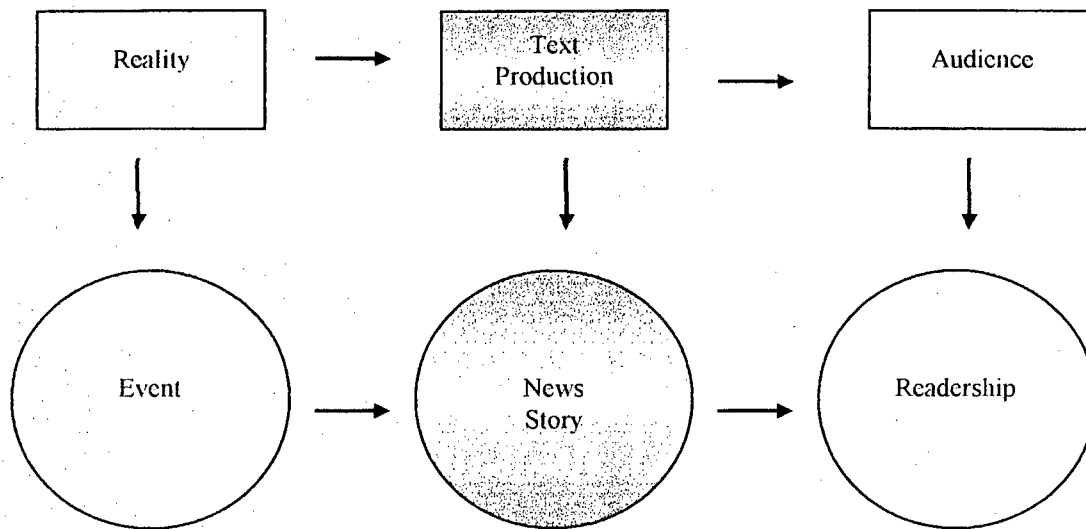 Reality
Text
Production
Audience
Event
News
Story
Readership